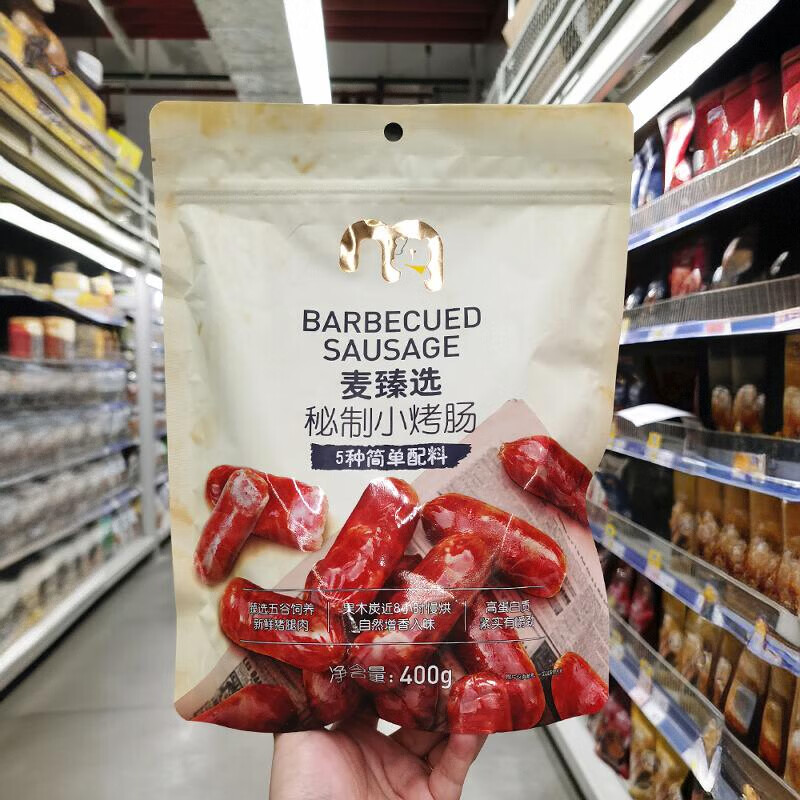 BARBECUED
SAUSAGE
麦臻选
秘制小烤肠
5种简单配料
臻选五谷饲养
新鲜猪腿肉
果木炭近8小时慢烘
自然增香入味
高蛋白质
紧实有嚼劲
净含量:400g